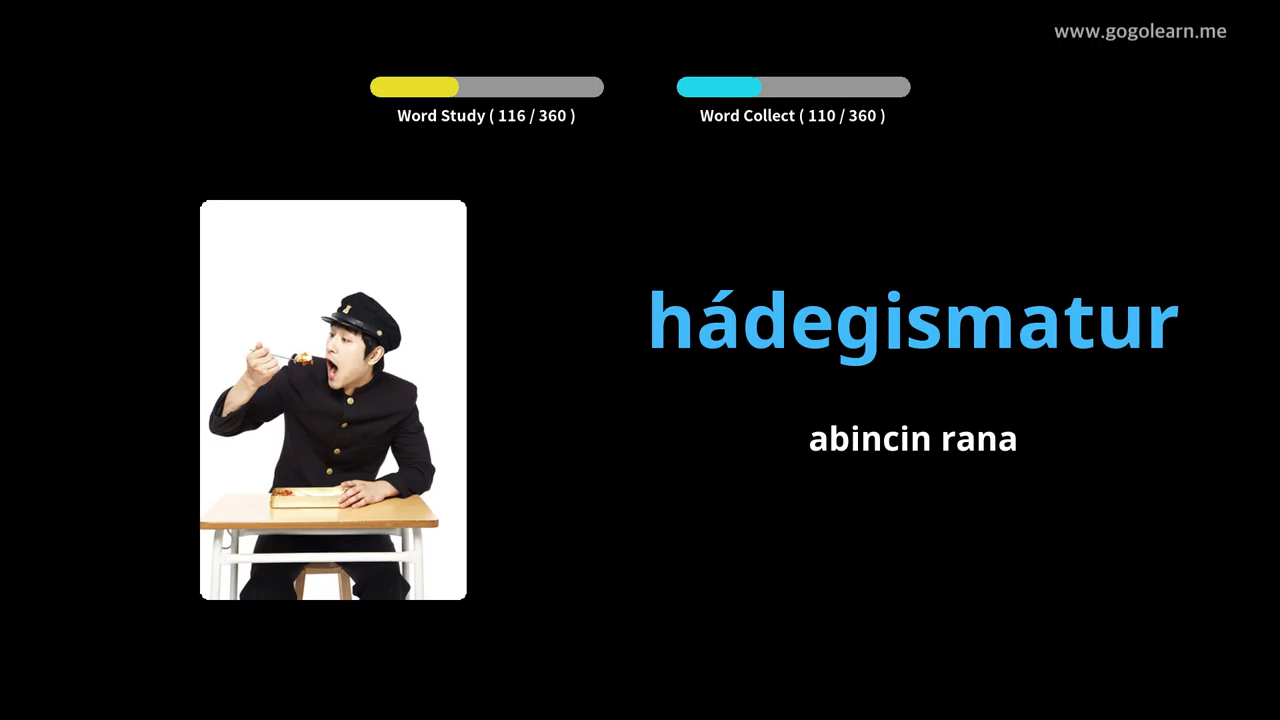 www.gogolearn.me
Word Study ( 116 / 360 )
Word Collect ( 110 / 360 )
hádegismatur
abincin rana